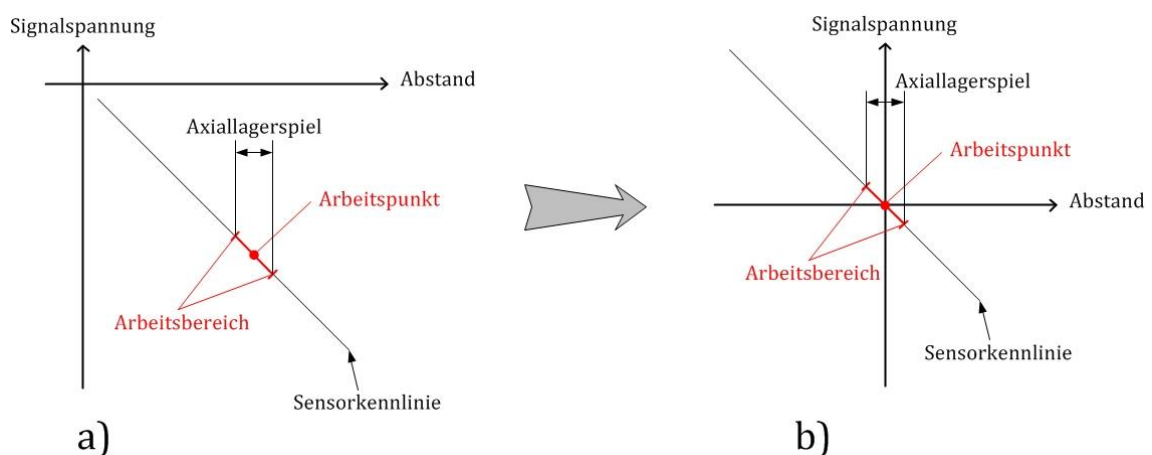 Signalspannung
Abstand
Axiallagerspiel
Arbeitspunkt
Arbeitsbereich
Sensorkennlinie
a)
Signalspannung
Axiallagerspiel
Arbeitspunkt
Abstand
Arbeitsbereich
Sensorkennlinie
b)